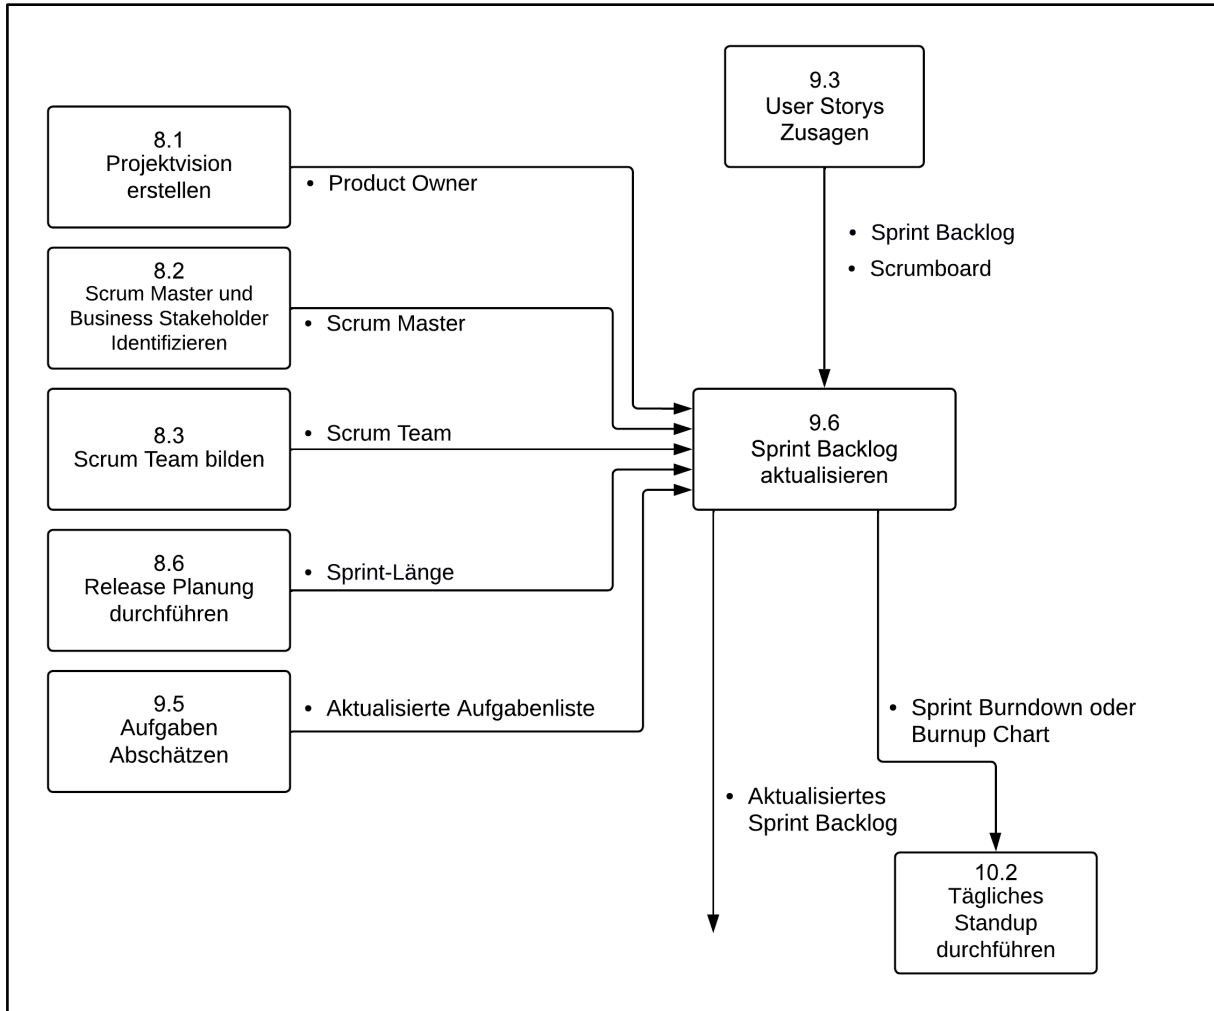 8.1
Projektvision
erstellen
• Product Owner
8.2
Scrum Master und
Business Stakeholder
Identifizieren
• Scrum Master
8.3
Scrum Team bilden
• Scrum Team
8.6
Release Planung
durchführen
• Sprint-Länge
9.5
Aufgaben
Abschätzen
• Aktualisierte Aufgabenliste
9.3
User Storys
Zusagen
• Sprint Backlog
• Scrumboard
9.6
Sprint Backlog
aktualisieren
• Aktualisiertes
Sprint Backlog
• Sprint Burndown oder
Burnup Chart
10.2
Tägliches
Standup
durchführen